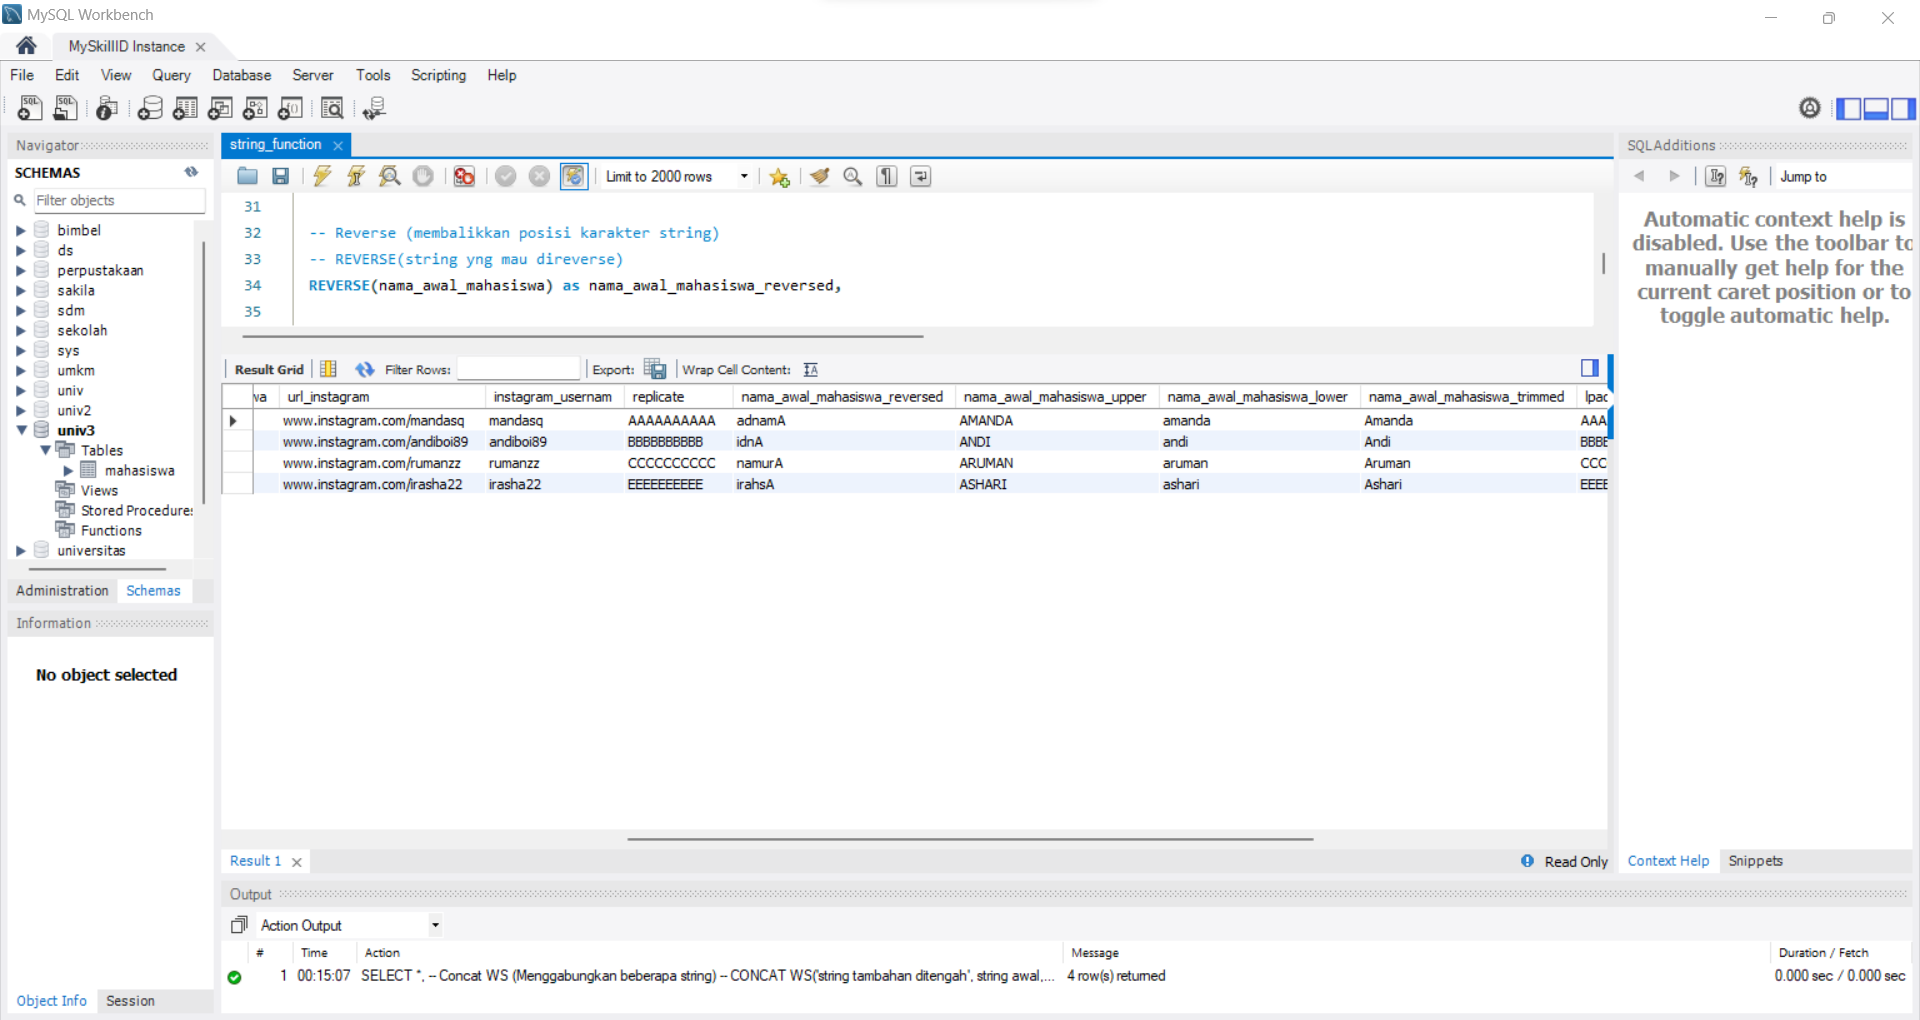 MySQL Workbench
MySkillID Instance
File Edit View Query Database Server Tools Scripting Help
Navigator
SCHEMAS
Filter objects
bimbel
ds
perpustakaan
sakila
sdm
sekolah
sys
umkm
univ
univ2
univ3
Tables
mahasiswa
Views
Stored Procedures
Functions
universitas
Administration Schemas
Information
No object selected
Object Info Session
string_function
Limit to 2000 rows
31
32 -- Reverse (membalikkan posisi karakter string)
33 -- REVERSE(string yng mau direverse)
34 REVERSE(nama_awal_mahasiswa) as nama_awal_mahasiswa_reversed,
35
Result Grid Filter Rows: Export: Wrap Cell Content:
wa url_instagram instagram_usernam replicate nama_awal_mahasiswa_reversed nama_awal_mahasiswa_upper nama_awal_mahasiswa_lower nama_awal_mahasiswa_trimmed lpad
www.instagram.com/mandasq mandasq AAAAAAAAAA adnamA AMANDA amanda Amanda AAA
www.instagram.com/andiboi89 andiboi89 BBBBBBBBBB idnA ANDI andi Andi BBBB
www.instagram.com/rumanzz rumanzz CCCCCCCCCC namurA ARUMAN aruman Aruman CCC
www.instagram.com/irasha22 irasha22 EEEEEEEEEE irahsA ASHARI ashari Ashari EEEE
Result 1
Read Only
Output
Action Output
# Time Action Message Duration / Fetch
1 00:15:07 SELECT *, -- Concat WS (Menggabungkan beberapa string) -- CONCAT WS('string tambahan ditengah', string awal,... 4 row(s) returned 0.000 sec / 0.000 sec
SQLAdditions
Jump to
Automatic context help is
disabled. Use the toolbar to
manually get help for the
current caret position or to
toggle automatic help.
Context Help Snippets